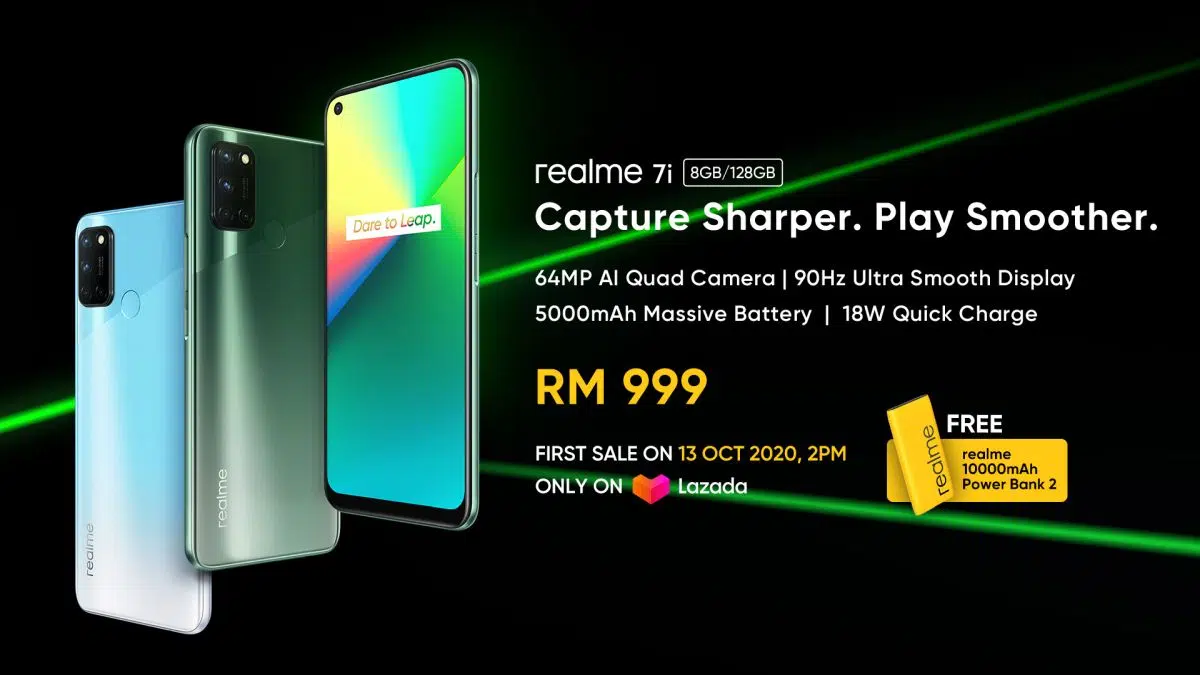 realme
realme
Dare to Leap.
realme 7i 8GB/128GB
Capture Sharper. Play Smoother.
64MP AI Quad Camera | 90Hz Ultra Smooth Display
5000mAh Massive Battery | 18W Quick Charge
RM 999
FIRST SALE ON 13 OCT 2020, 2PM
ONLY ON Lazada
realme
FREE
realme
10000mAh
Power Bank 2